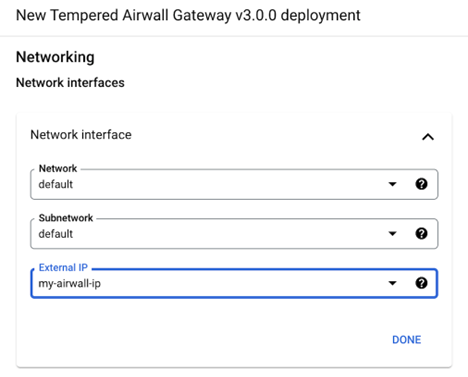 New Tempered Airwall Gateway v3.0.0 deployment
Networking
Network interfaces
Network interface
Network
default
Subnetwork
default
External IP
my-airwall-ip
DONE